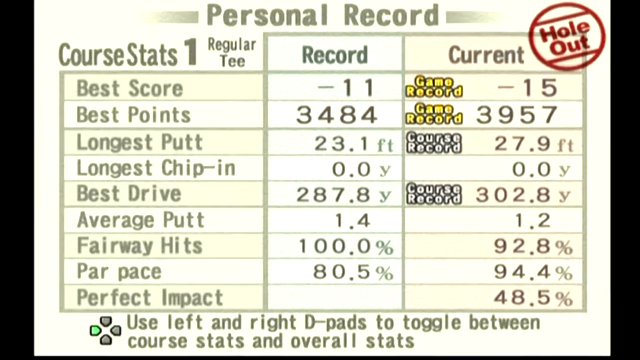 Personal Record
Course Stats 1 Regular Tee Record Current Hole Out
Best Score -11 Game Record -15
Best Points 3484 Game Record 3957
Longest Putt 23.1 ft Course Record 27.9 ft
Longest Chip-in 0.0 y 0.0 y
Best Drive 287.8 y Course Record 302.8 y
Average Putt 1.4 1.2
Fairway Hits 100.0% 92.8%
Par pace 80.5% 94.4%
Perfect Impact 48.5%
Use left and right D-pads to toggle between
course stats and overall stats